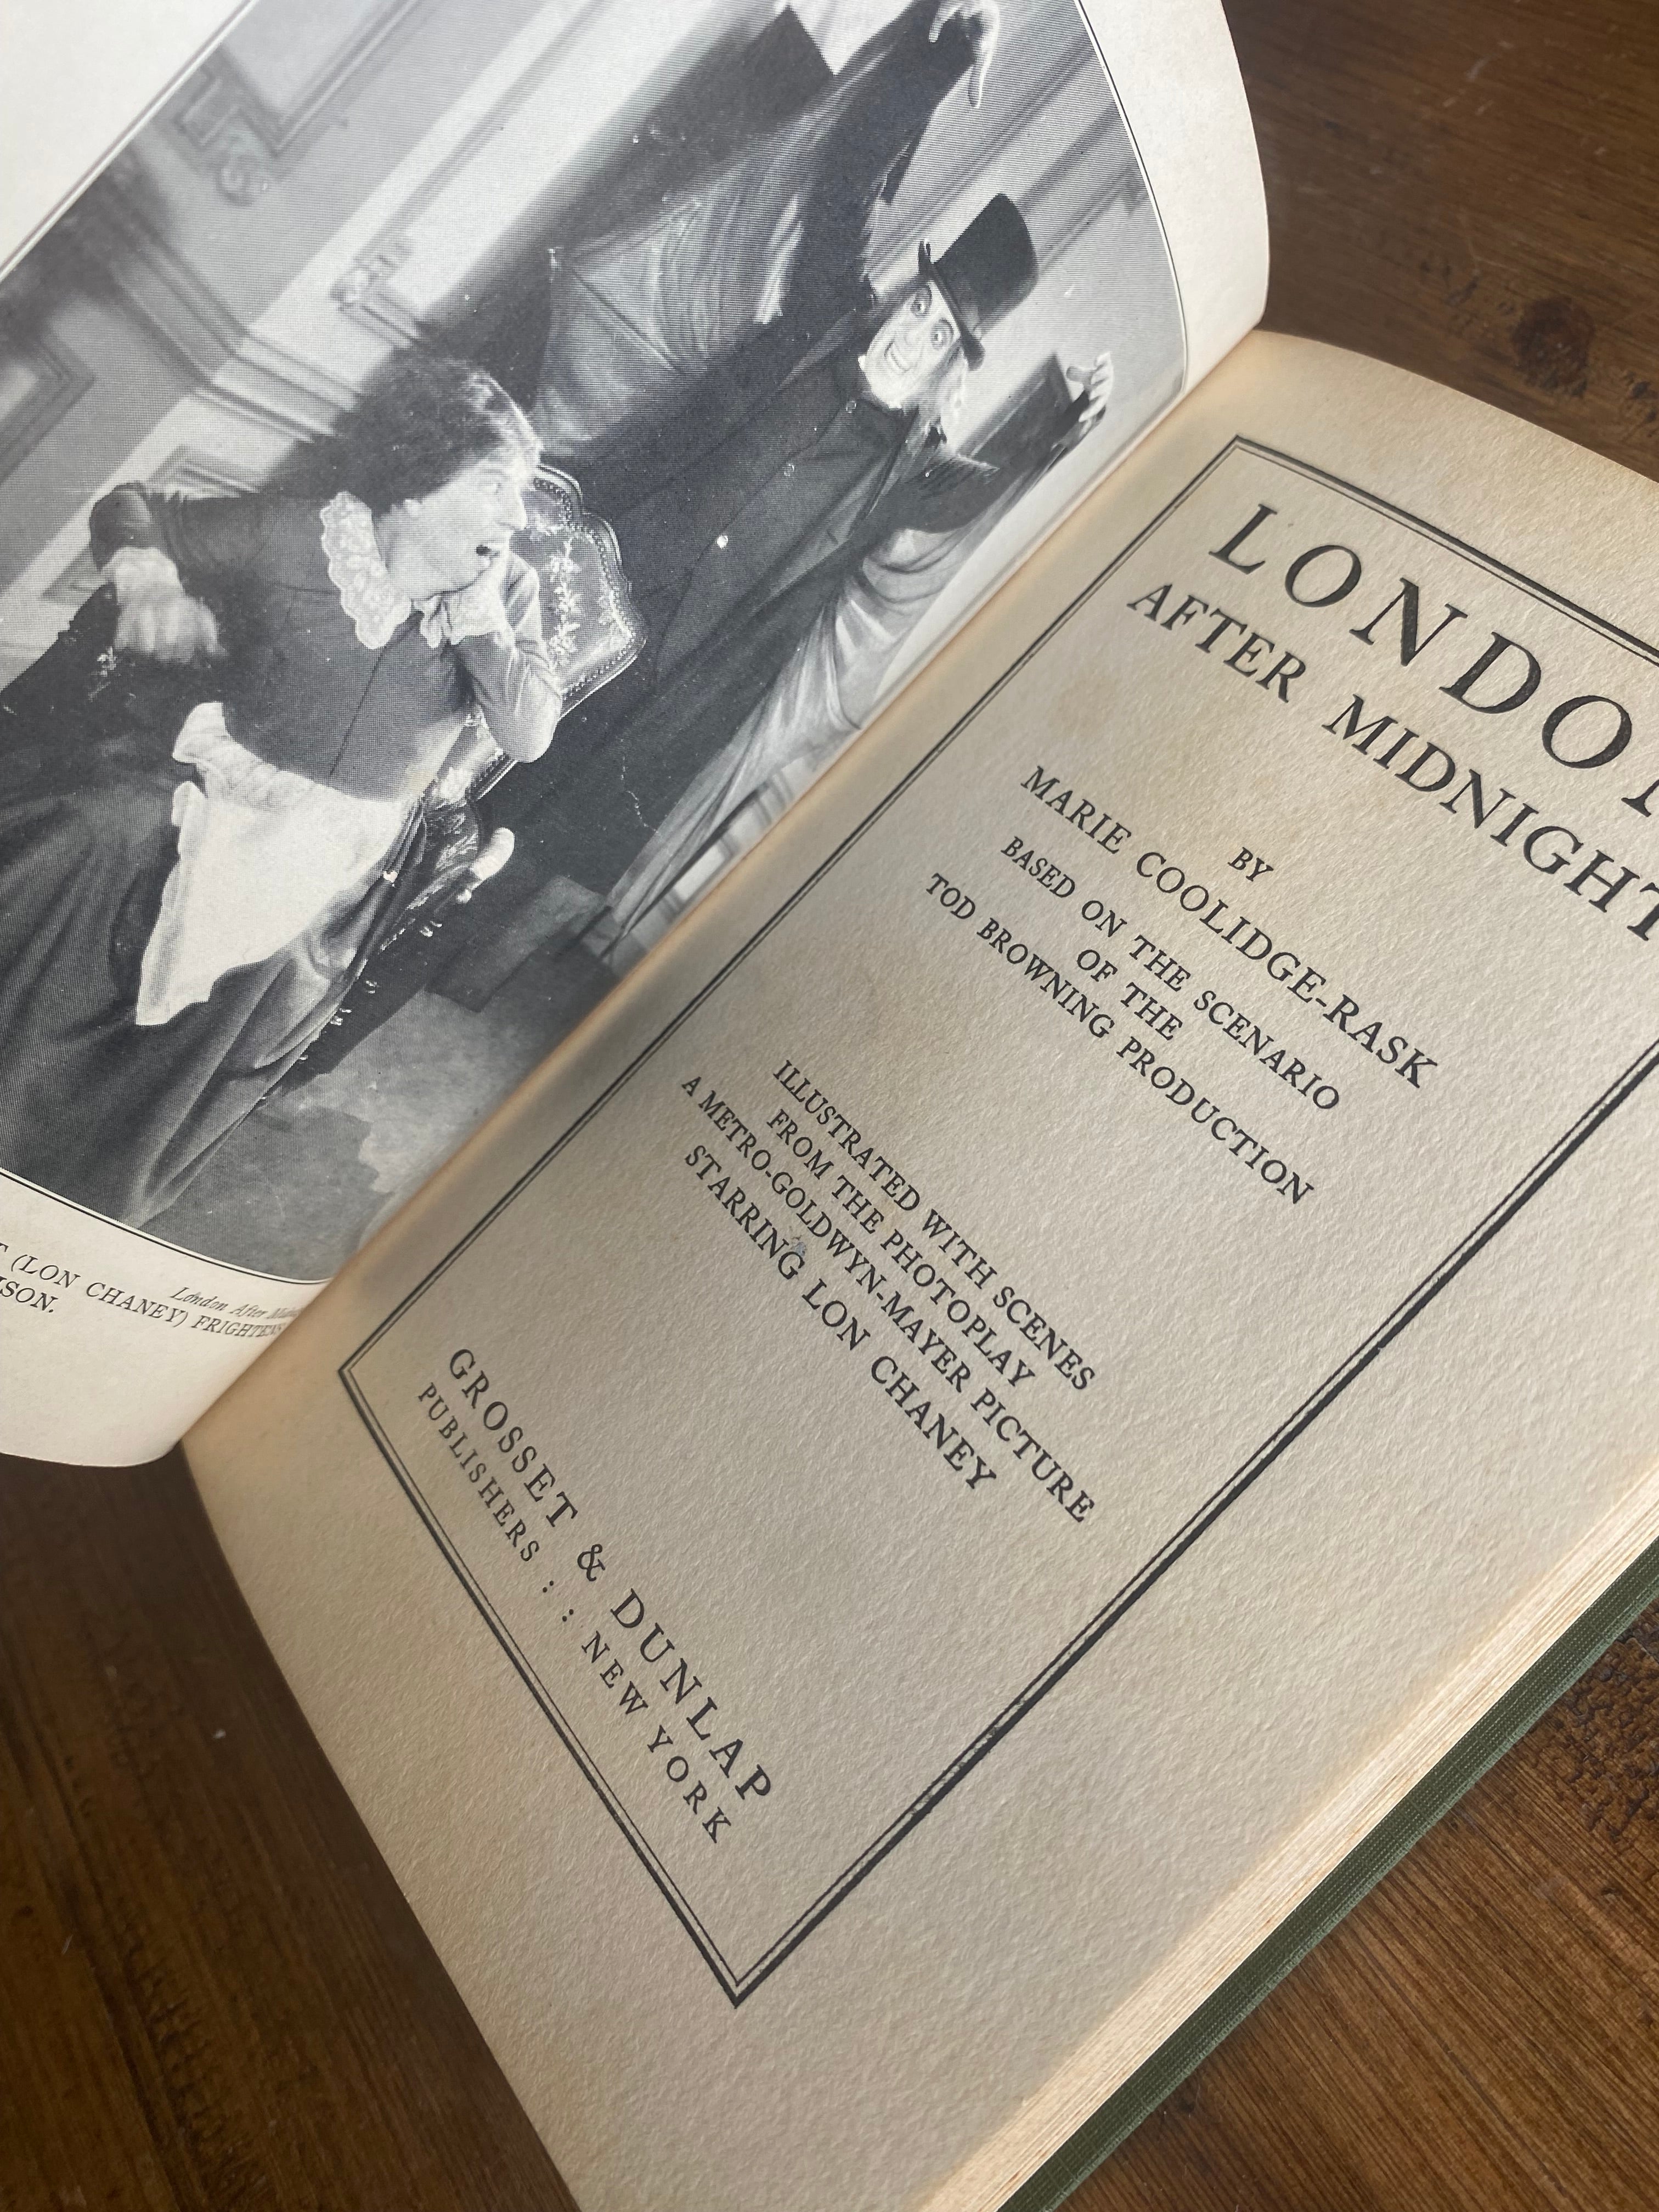 London After
T (LON CHANEY) FRIGHTENS
SON.
LONDON
AFTER MIDNIGHT
BY
MARIE COOLIDGE-RASK
BASED ON THE SCENARIO
OF THE
TOD BROWNING PRODUCTION
ILLUSTRATED WITH SCENES
FROM THE PHOTOPLAY
A METRO-GOLDWYN-MAYER PICTURE
STARRING LON CHANEY
GROSSET & DUNLAP
PUBLISHERS : : NEW YORK